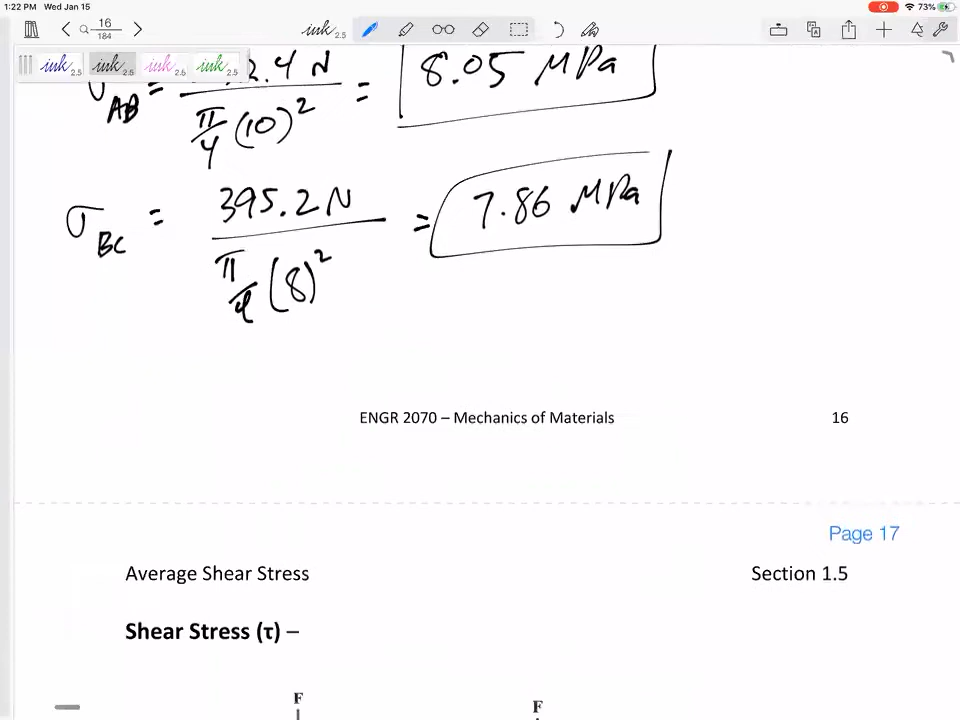 1:22 PM Wed Jan 15
73%
16
184
ink 2.5
ink 2.5 ink 2.5 ink 2.5 ink 2.5
σ AB = 2.4 N / π/4 (10)² = 8.05 MPa
σ BC = 395.2 N / π/4 (8)² = 7.86 MPa
ENGR 2070 – Mechanics of Materials 16
Page 17
Average Shear Stress Section 1.5
Shear Stress (τ) –
F F